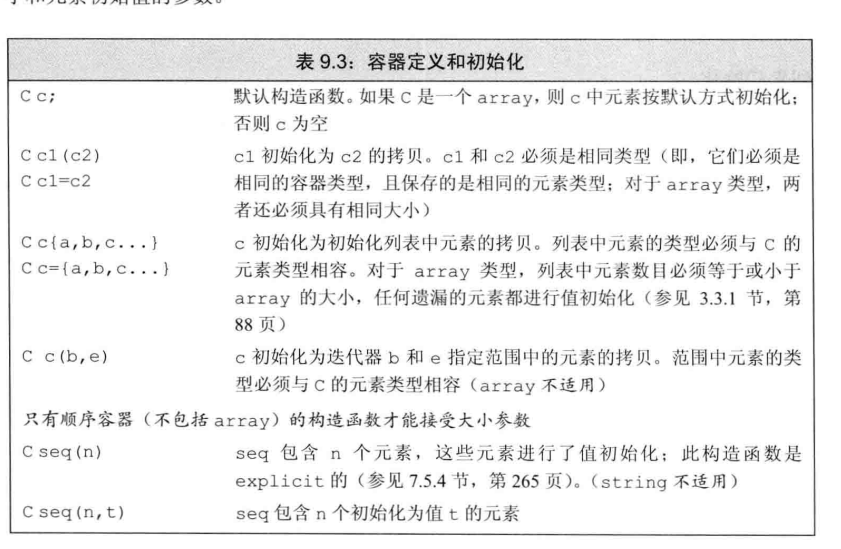 字和元素初始值的参数。
表 9.3：容器定义和初始化
C c; 默认构造函数。如果 C 是一个 array，则 c 中元素按默认方式初始化；
否则 c 为空
C c1(c2) c1 初始化为 c2 的拷贝。c1 和 c2 必须是相同类型（即，它们必须是
C c1=c2 相同的容器类型，且保存的是相同的元素类型；对于 array 类型，两
者还必须具有相同大小）
C c{a,b,c...} c 初始化为初始化列表中元素的拷贝。列表中元素的类型必须与 C 的
C c={a,b,c...} 元素类型相容。对于 array 类型，列表中元素数目必须等于或小于
array 的大小，任何遗漏的元素都进行值初始化（参见 3.3.1 节，第
88 页）
C c(b,e) c 初始化为迭代器 b 和 e 指定范围中的元素的拷贝。范围中元素的类
型必须与 C 的元素类型相容（array 不适用）
只有顺序容器（不包括 array）的构造函数才能接受大小参数
C seq(n) seq 包含 n 个元素，这些元素进行了值初始化；此构造函数是
explicit 的（参见 7.5.4 节，第 265 页）。（string 不适用）
C seq(n,t) seq 包含 n 个初始化为值 t 的元素